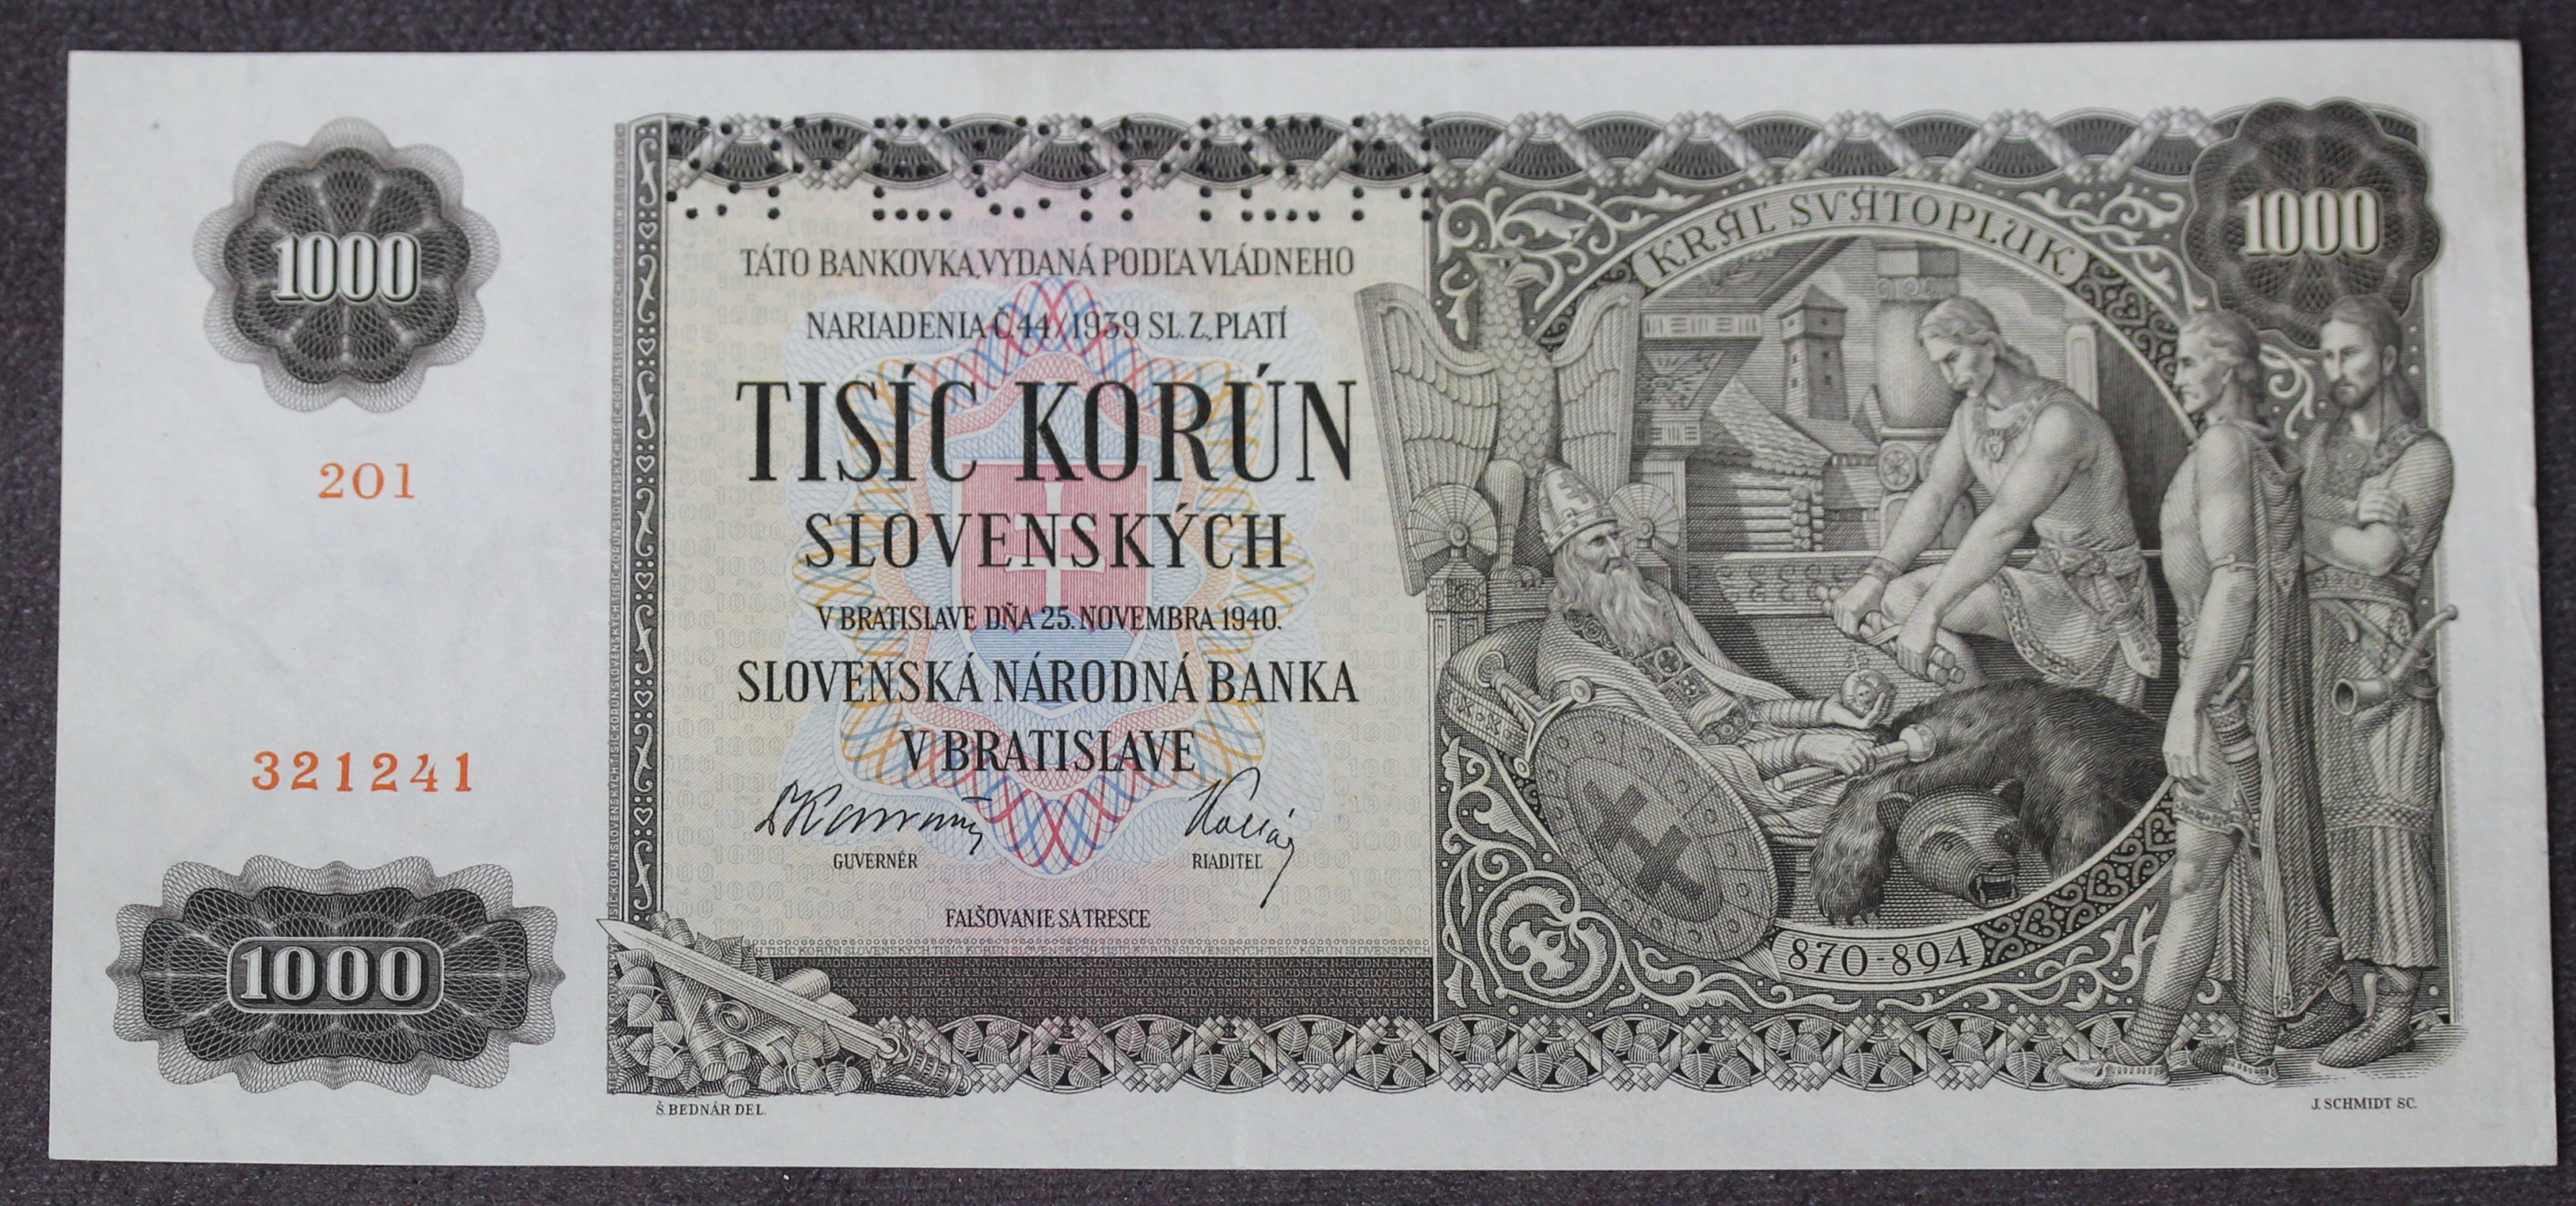 1000
201
321241
1000
TÁTO BANKOVKA, VYDANÁ PODĽA VLÁDNEHO
NARIADENIA Č. 44/1939 SL. Z., PLATÍ
TISÍC KORÚN
SLOVENSKÝCH
V BRATISLAVE DŇA 25. NOVEMBRA 1940.
SLOVENSKÁ NÁRODNÁ BANKA
V BRATISLAVE
GUVERNÉR
RIADITEĽ
FALŠOVANIE SA TRESCE
KRÁĽ SVÄTOPLUK
1000
870-894
Š. BEDNÁR DEL.
J. SCHMIDT SC.